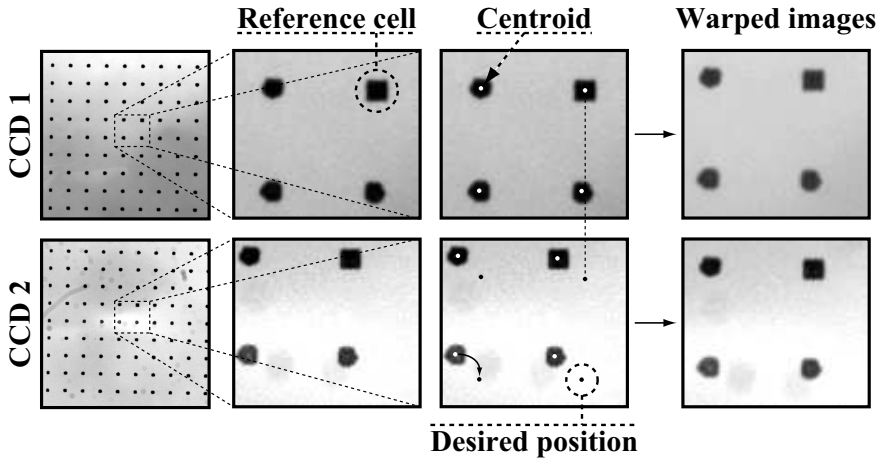 Reference cell
Centroid
Warped images
CCD 1
CCD 2
Desired position